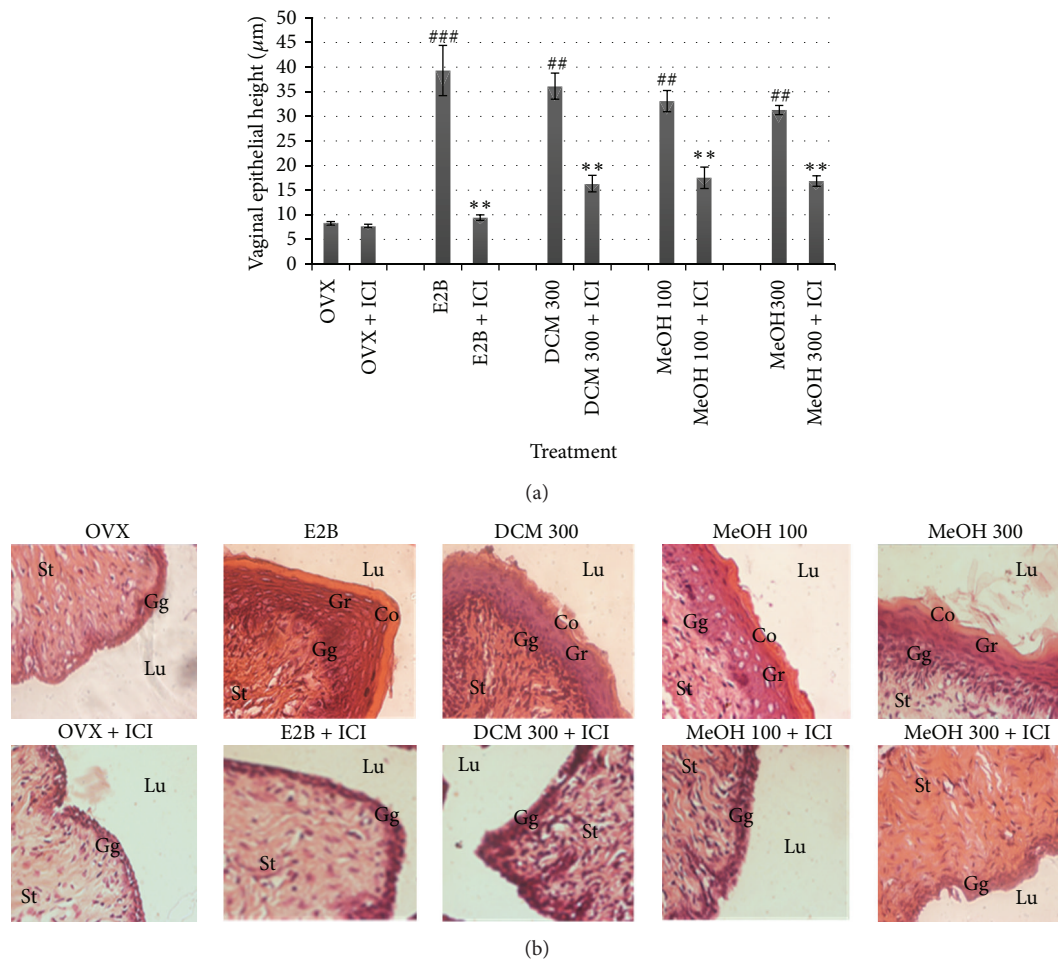 50
45
40
35
30
25
20
15
10
5
0
Vaginal epithelial height (μm)
###
**
##
**
##
**
##
**
OVX
OVX + ICI
E2B
E2B + ICI
DCM 300
DCM 300 + ICI
MeOH 100
MeOH 100 + ICI
MeOH300
MeOH 300 + ICI
Treatment
(a)
OVX
E2B
DCM 300
MeOH 100
MeOH 300
St
Gg
Lu
Lu
Gr
Co
Gg
St
Lu
Co
Gg
Gr
St
Lu
Gg
Co
Gr
St
Lu
Co
Gr
Gg
St
OVX + ICI
E2B + ICI
DCM 300 + ICI
MeOH 100 + ICI
MeOH 300 + ICI
Lu
Gg
St
Lu
Gg
St
Lu
Gg
St
St
Gg
Lu
St
Gg
Lu
(b)